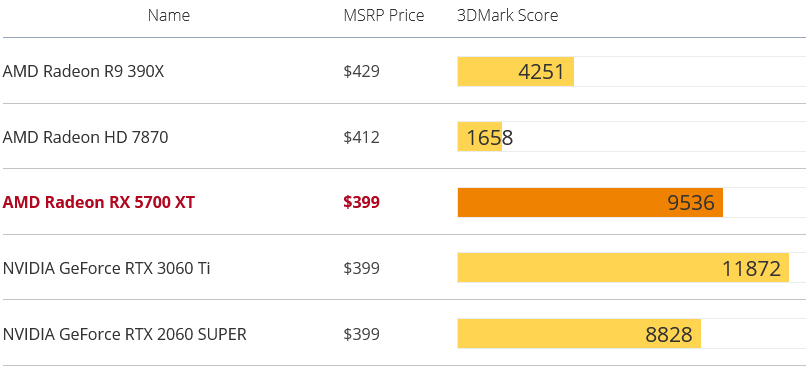 Name MSRP Price 3DMark Score
AMD Radeon R9 390X $429 4251
AMD Radeon HD 7870 $412 1658
AMD Radeon RX 5700 XT $399 9536
NVIDIA GeForce RTX 3060 Ti $399 11872
NVIDIA GeForce RTX 2060 SUPER $399 8828